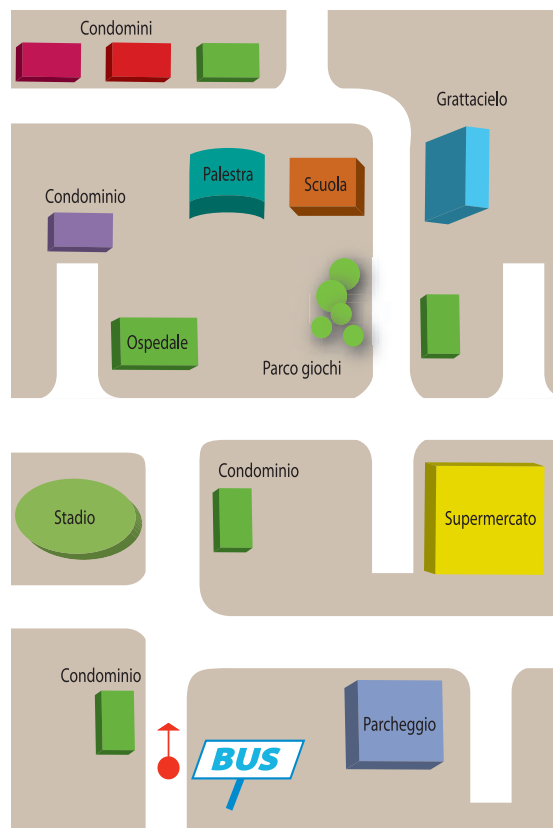 Condomini
Grattacielo
Palestra
Scuola
Condominio
Ospedale
Parco giochi
Condominio
Stadio
Supermercato
Condominio
Parcheggio
BUS